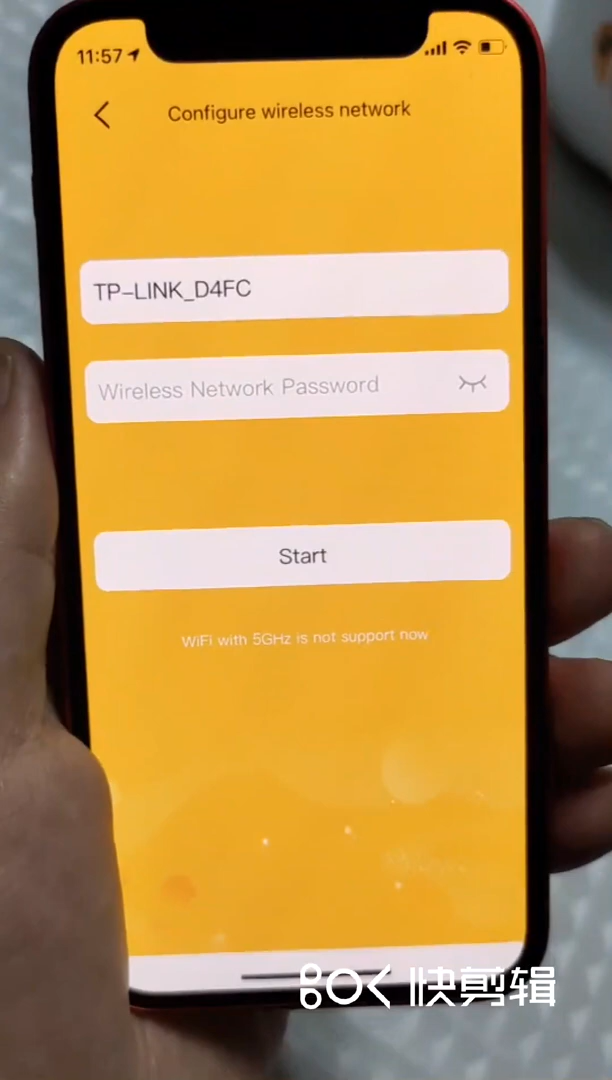 11:57
Configure wireless network
TP-LINK_D4FC
Wireless Network Password
Start
WiFi with 5GHz is not support now
快剪辑